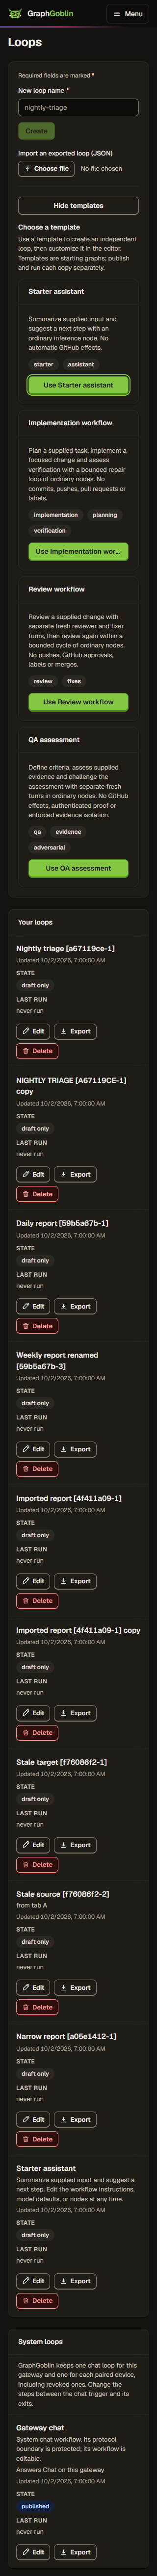 GraphGoblin
Menu
Loops
Required fields are marked *
New loop name *
nightly-triage
Create
Import an exported loop (JSON)
Choose file
No file chosen
Hide templates
Choose a template
Use a template to create an independent
loop, then customize it in the editor.
Templates are starting graphs; publish
and run each copy separately.
Starter assistant
Summarize supplied input and
suggest a next step with an
ordinary inference node. No
automatic GitHub effects.
starter
assistant
Use Starter assistant
Implementation workflow
Plan a supplied task, implement a
focused change and assess
verification with a bounded repair
loop of ordinary nodes. No
commits, pushes, pull requests or
labels.
implementation
planning
verification
Use Implementation wor...
Review workflow
Review a supplied change with
separate fresh reviewer and fixer
turns, then review again within a
bounded cycle of ordinary nodes.
No pushes, GitHub approvals,
labels or merges.
review
fixes
Use Review workflow
QA assessment
Define criteria, assess supplied
evidence and challenge the
assessment with separate fresh
turns in ordinary nodes. No GitHub
effects, authenticated proof or
enforced evidence isolation.
qa
evidence
adversarial
Use QA assessment
Your loops
Nightly triage [a67119ce-1]
Updated 10/2/2026, 7:00:00 AM
STATE
draft only
LAST RUN
never run
Edit
Export
Delete
NIGHTLY TRIAGE [A67119CE-1]
copy
Updated 10/2/2026, 7:00:00 AM
STATE
draft only
LAST RUN
never run
Edit
Export
Delete
Daily report [59b5a67b-1]
Updated 10/2/2026, 7:00:00 AM
STATE
draft only
LAST RUN
never run
Edit
Export
Delete
Weekly report renamed
[59b5a67b-3]
Updated 10/2/2026, 7:00:00 AM
STATE
draft only
LAST RUN
never run
Edit
Export
Delete
Imported report [4f411a09-1]
Updated 10/2/2026, 7:00:00 AM
STATE
draft only
LAST RUN
never run
Edit
Export
Delete
Imported report [4f411a09-1] copy
Updated 10/2/2026, 7:00:00 AM
STATE
draft only
LAST RUN
never run
Edit
Export
Delete
Stale target [f76086f2-1]
Updated 10/2/2026, 7:00:00 AM
STATE
draft only
LAST RUN
never run
Edit
Export
Delete
Stale source [f76086f2-2]
from tab A
Updated 10/2/2026, 7:00:00 AM
STATE
draft only
LAST RUN
never run
Edit
Export
Delete
Narrow report [a05e1412-1]
Updated 10/2/2026, 7:00:00 AM
STATE
draft only
LAST RUN
never run
Edit
Export
Delete
Starter assistant
Summarize supplied input and suggest a
next step. Edit the workflow instructions,
model defaults, or nodes at any time.
Updated 10/2/2026, 7:00:00 AM
STATE
draft only
LAST RUN
never run
Edit
Export
Delete
System loops
GraphGoblin keeps one chat loop for this
gateway and one for each paired device,
including revoked ones. Change the
steps between the chat trigger and its
exits.
Gateway chat
System chat workflow. Its protocol
boundary is protected; its workflow is
editable.
Answers Chat on this gateway
Updated 10/2/2026, 7:00:00 AM
STATE
published
LAST RUN
never run
Edit
Export